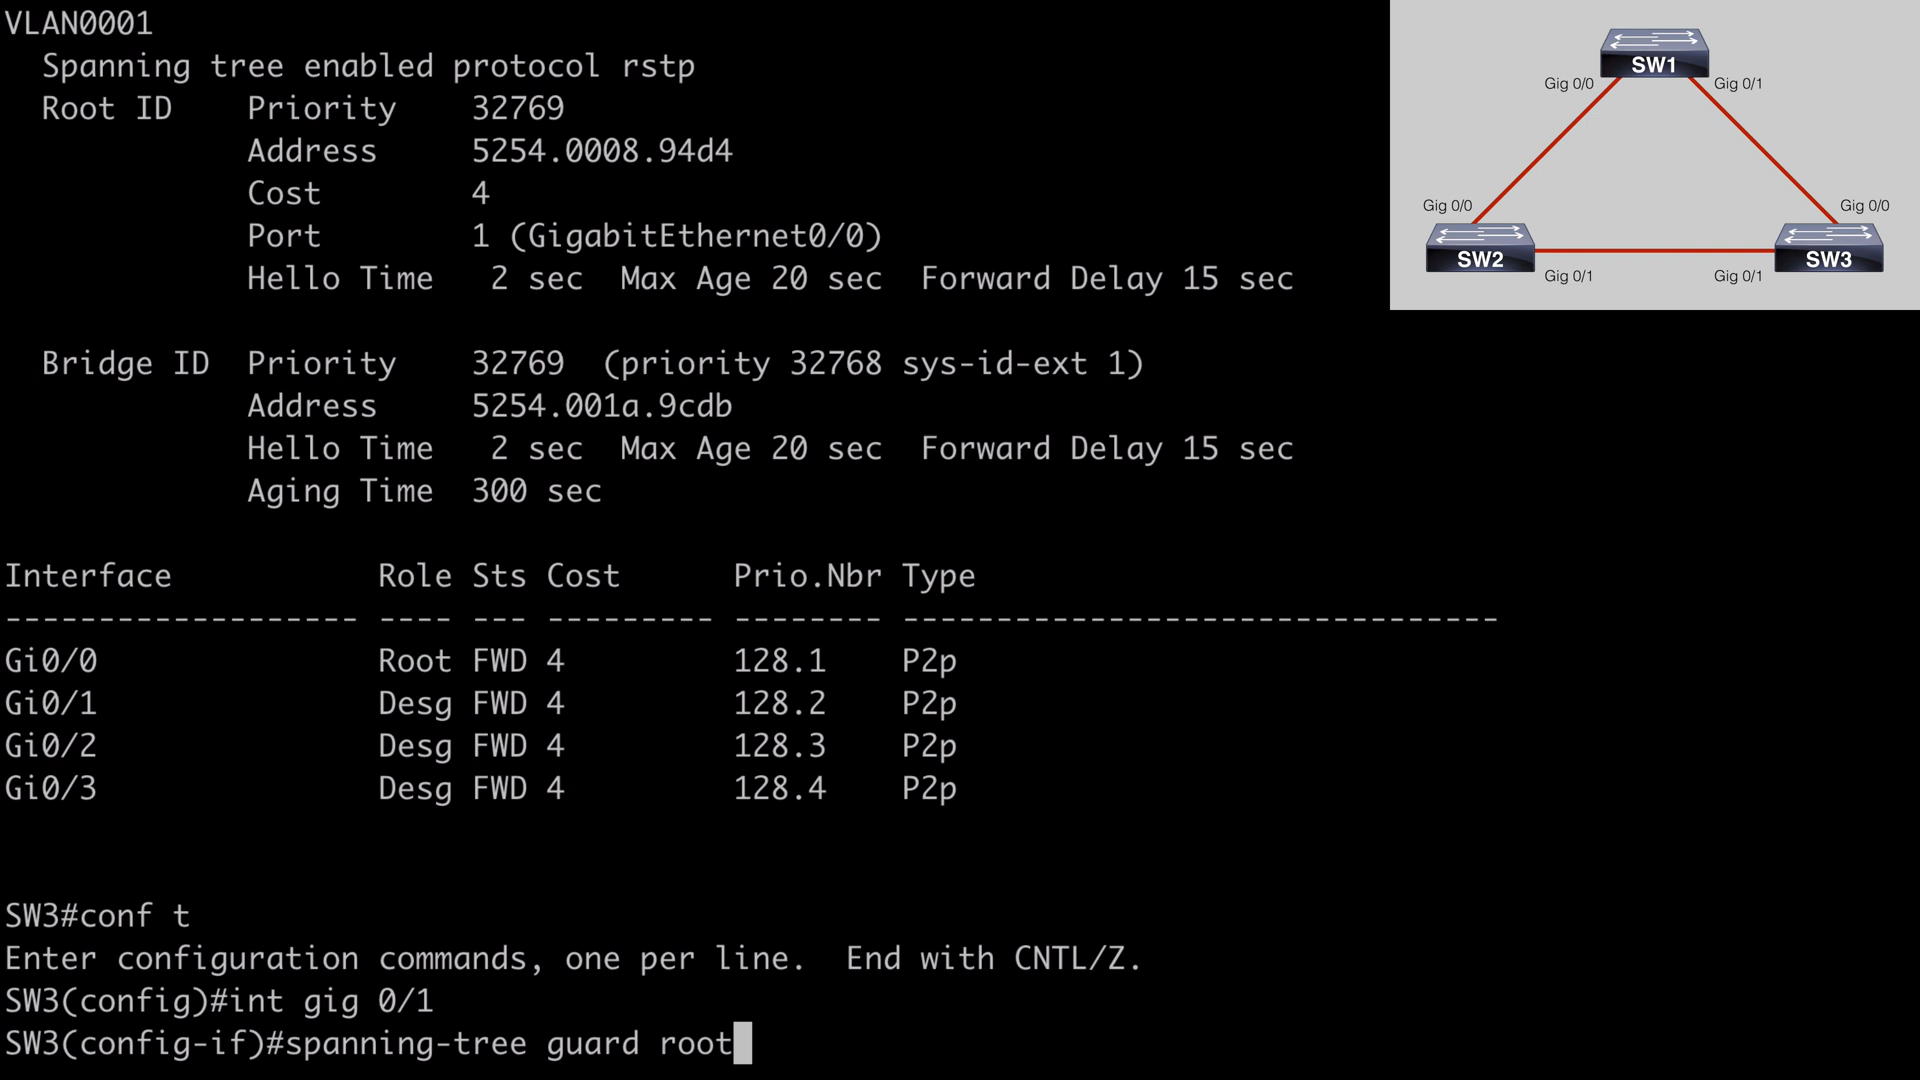 VLAN0001
  Spanning tree enabled protocol rstp
  Root ID    Priority    32769
             Address     5254.0008.94d4
             Cost        4
             Port        1 (GigabitEthernet0/0)
             Hello Time   2 sec  Max Age 20 sec  Forward Delay 15 sec

  Bridge ID  Priority    32769  (priority 32768 sys-id-ext 1)
             Address     5254.001a.9cdb
             Hello Time   2 sec  Max Age 20 sec  Forward Delay 15 sec
             Aging Time  300 sec

Interface           Role Sts Cost      Prio.Nbr Type
------------------- ---- --- --------- -------- --------------------------------
Gi0/0               Root FWD 4         128.1    P2p
Gi0/1               Desg FWD 4         128.2    P2p
Gi0/2               Desg FWD 4         128.3    P2p
Gi0/3               Desg FWD 4         128.4    P2p

SW3#conf t
Enter configuration commands, one per line.  End with CNTL/Z.
SW3(config)#int gig 0/1
SW3(config-if)#spanning-tree guard root
SW1
Gig 0/0
Gig 0/1
Gig 0/0
Gig 0/0
SW2
SW3
Gig 0/1
Gig 0/1